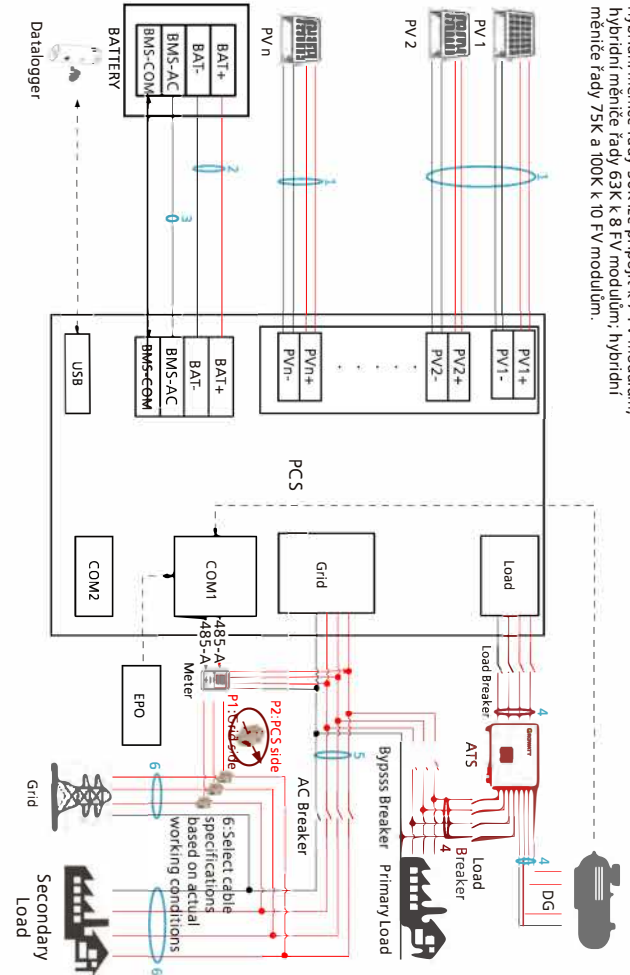 hybridní měniče řady 63K k 8 FV modulům; hybridní
měniče řady 75K a 100K k 10 FV modulům.
PV 1
PV 2
PV n
1
1
BATTERY
BAT+
BAT-
BMS-AC
BMS-COM
2
3
Datalogger
PV1+
PV1-
PV2+
PV2-
PVn+
PVn-
BAT+
BAT-
BMS-AC
BMS-COM
USB
PCS
Load
Grid
COM1
COM2
485-A
485-A
Meter
EPO
Load Breaker
4
GROWATT
ATS
4
DG
4
Load
Breaker
Bypsss Breaker
Primary Load
5
AC Breaker
P2:PCS side
P1:Grid side
6
Grid
6:Select cable
specifications
based on actual
working conditions
6
Secondary
Load